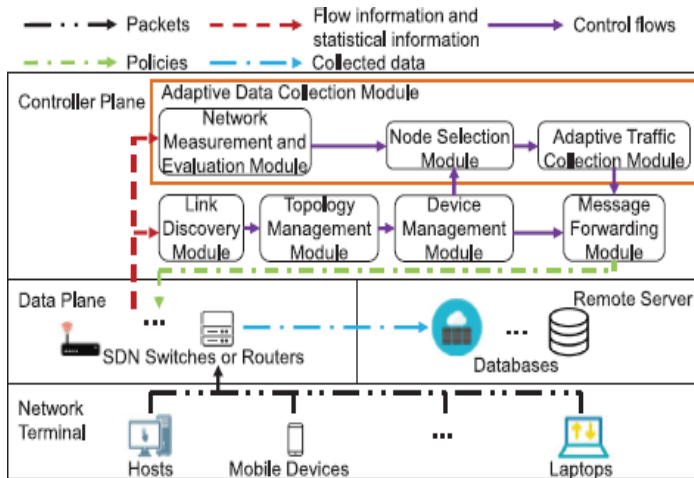 Packets
Flow information and
statistical information
Control flows
Policies
Collected data
Controller Plane
Adaptive Data Collection Module
Network
Measurement and
Evaluation Module
Node Selection
Module
Adaptive Traffic
Collection Module
Link
Discovery
Module
Topology
Management
Module
Device
Management
Module
Message
Forwarding
Module
Data Plane
...
SDN Switches or Routers
Remote Server
...
Databases
Network
Terminal
...
Hosts
Mobile Devices
Laptops